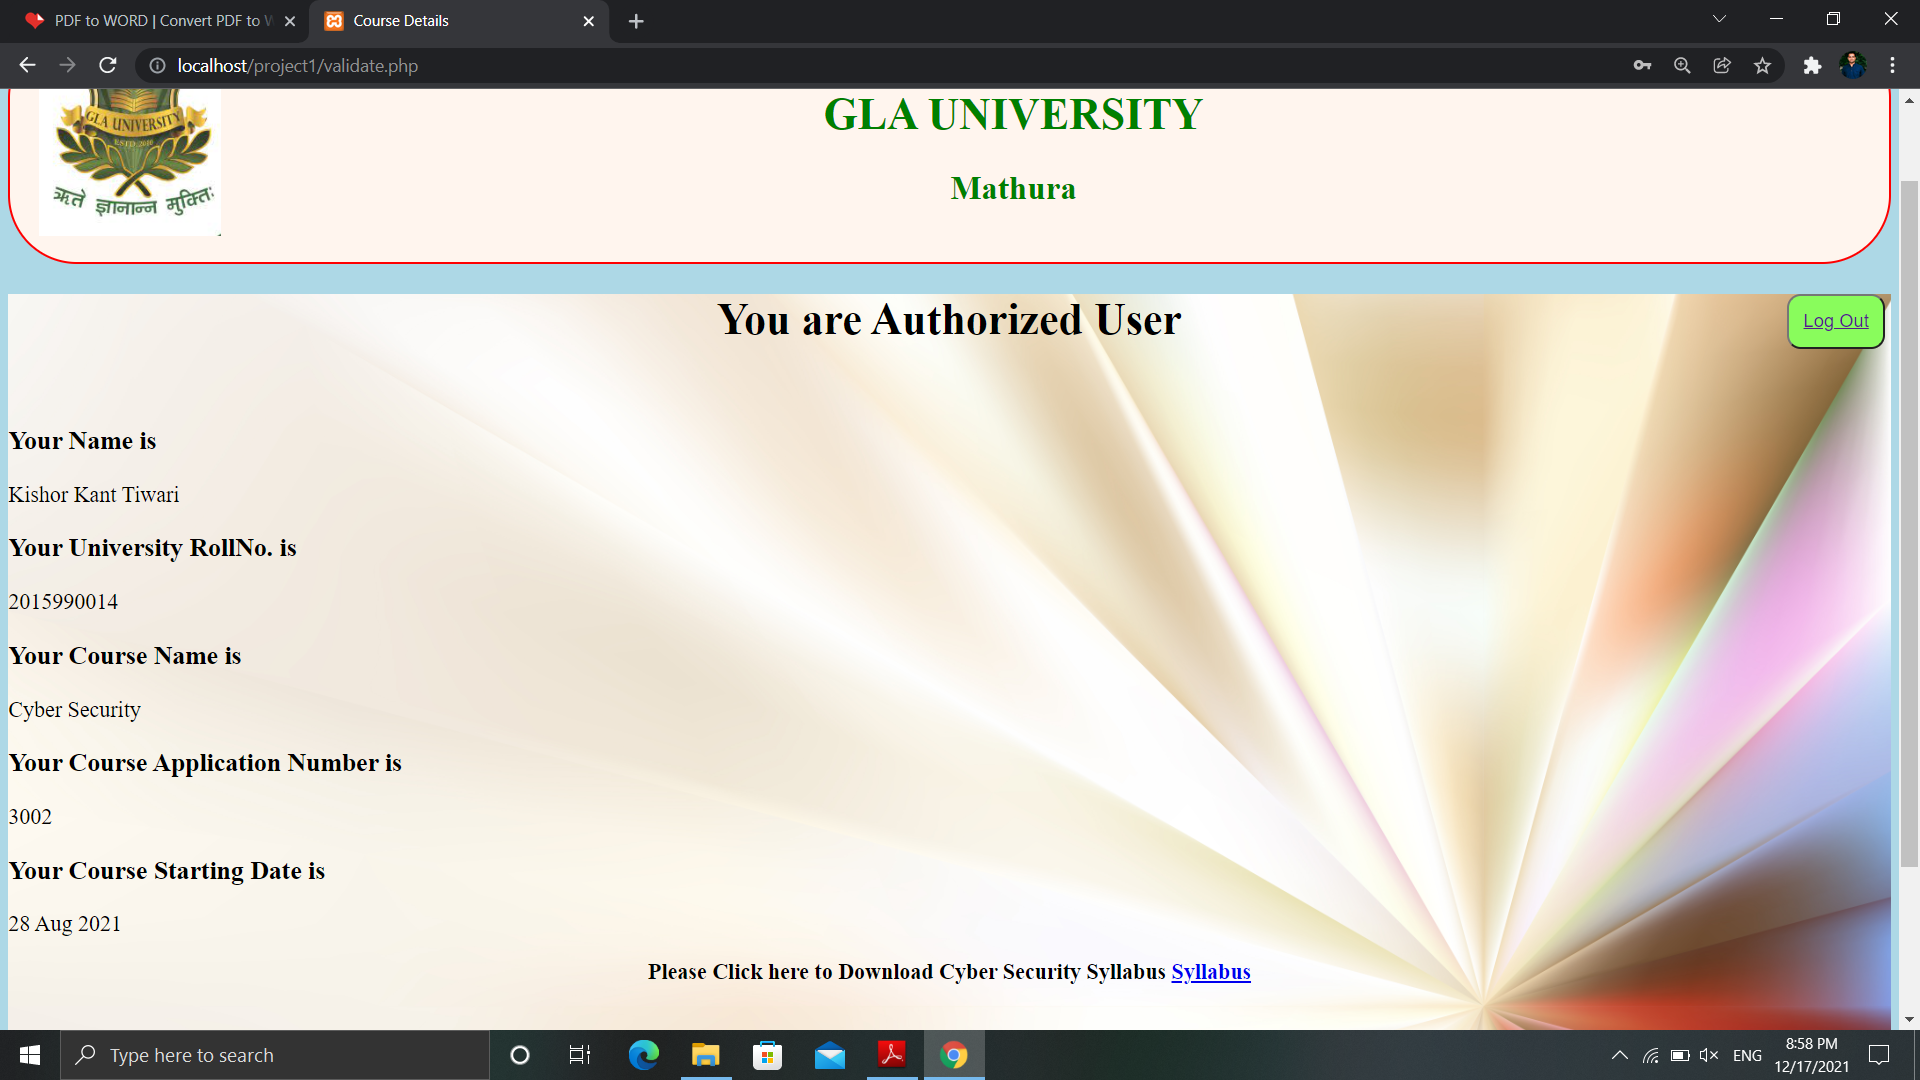 PDF to WORD | Convert PDF to W
Course Details
localhost/project1/validate.php
GLA UNIVERSITY
ESTD.2010
ऋते ज्ञानान्न मुक्तिः
GLA UNIVERSITY
Mathura
You are Authorized User
Log Out
Your Name is
Kishor Kant Tiwari
Your University RollNo. is
2015990014
Your Course Name is
Cyber Security
Your Course Application Number is
3002
Your Course Starting Date is
28 Aug 2021
Please Click here to Download Cyber Security Syllabus Syllabus
Type here to search
ENG
8:58 PM
12/17/2021